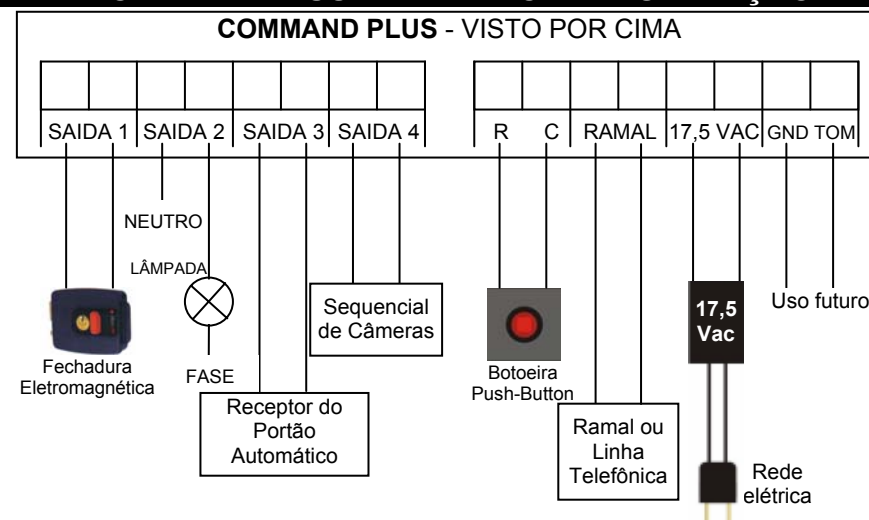 COMMAND PLUS - VISTO POR CIMA
SAIDA 1 SAIDA 2 SAIDA 3 SAIDA 4
R C RAMAL 17,5 VAC GND TOM
NEUTRO
LÂMPADA
FASE
Fechadura
Eletromagnética
Receptor do
Portão
Automático
Sequencial
de Câmeras
Botoeira
Push-Button
Ramal ou
Linha
Telefônica
17,5
Vac
Rede
elétrica
Uso futuro